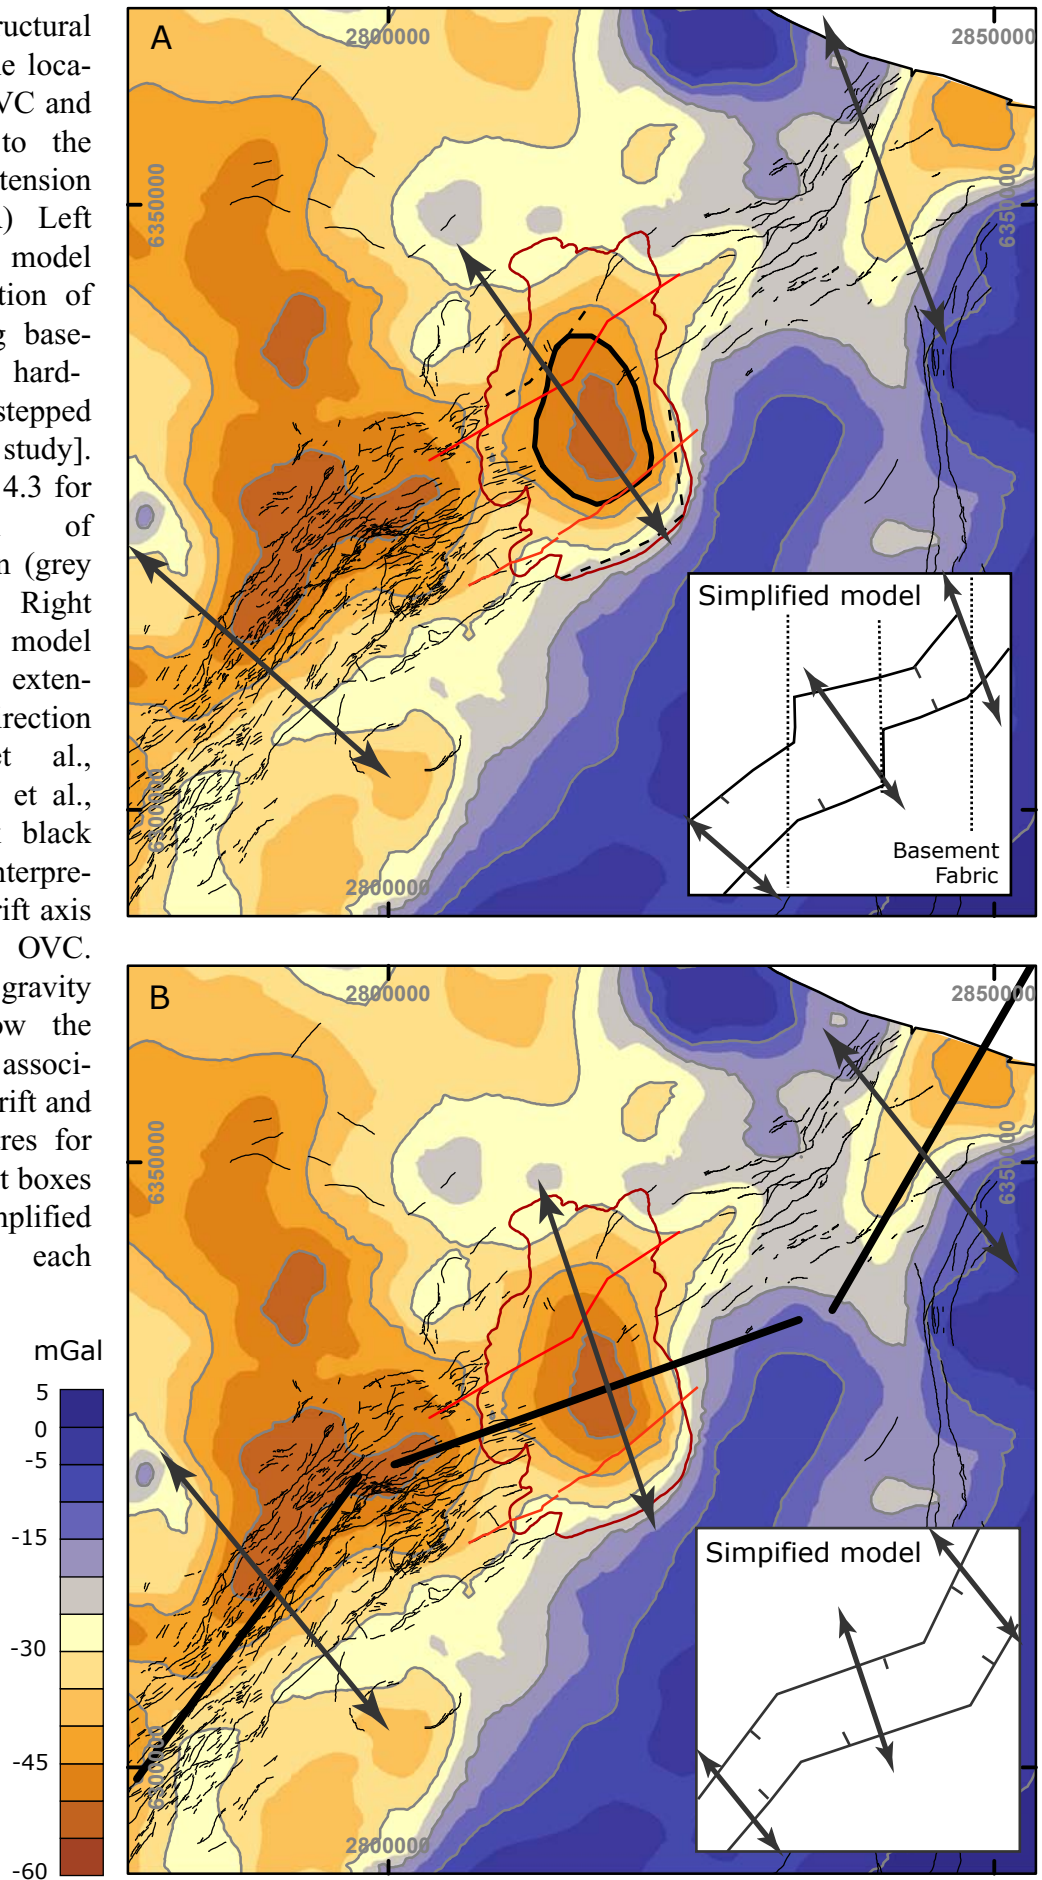 ructural
e loca-
VC and
to the
tension
) Left
model
tion of
g base-
hard-
stepped
study].
4.3 for
of
n (grey
Right
model
exten-
irection
et al.,
et al.,
black
nterpre-
rift axis
OVC.
gravity
ow the
associ-
rift and
res for
t boxes
mplified
each
mGal
5
0
-5
-15
-30
-45
-60
A
2800000
2850000
6350000
6350000
6300000
2800000
Simplified model
Basement
Fabric
B
2800000
2850000
6350000
6350000
6300000
2800000
Simpified model